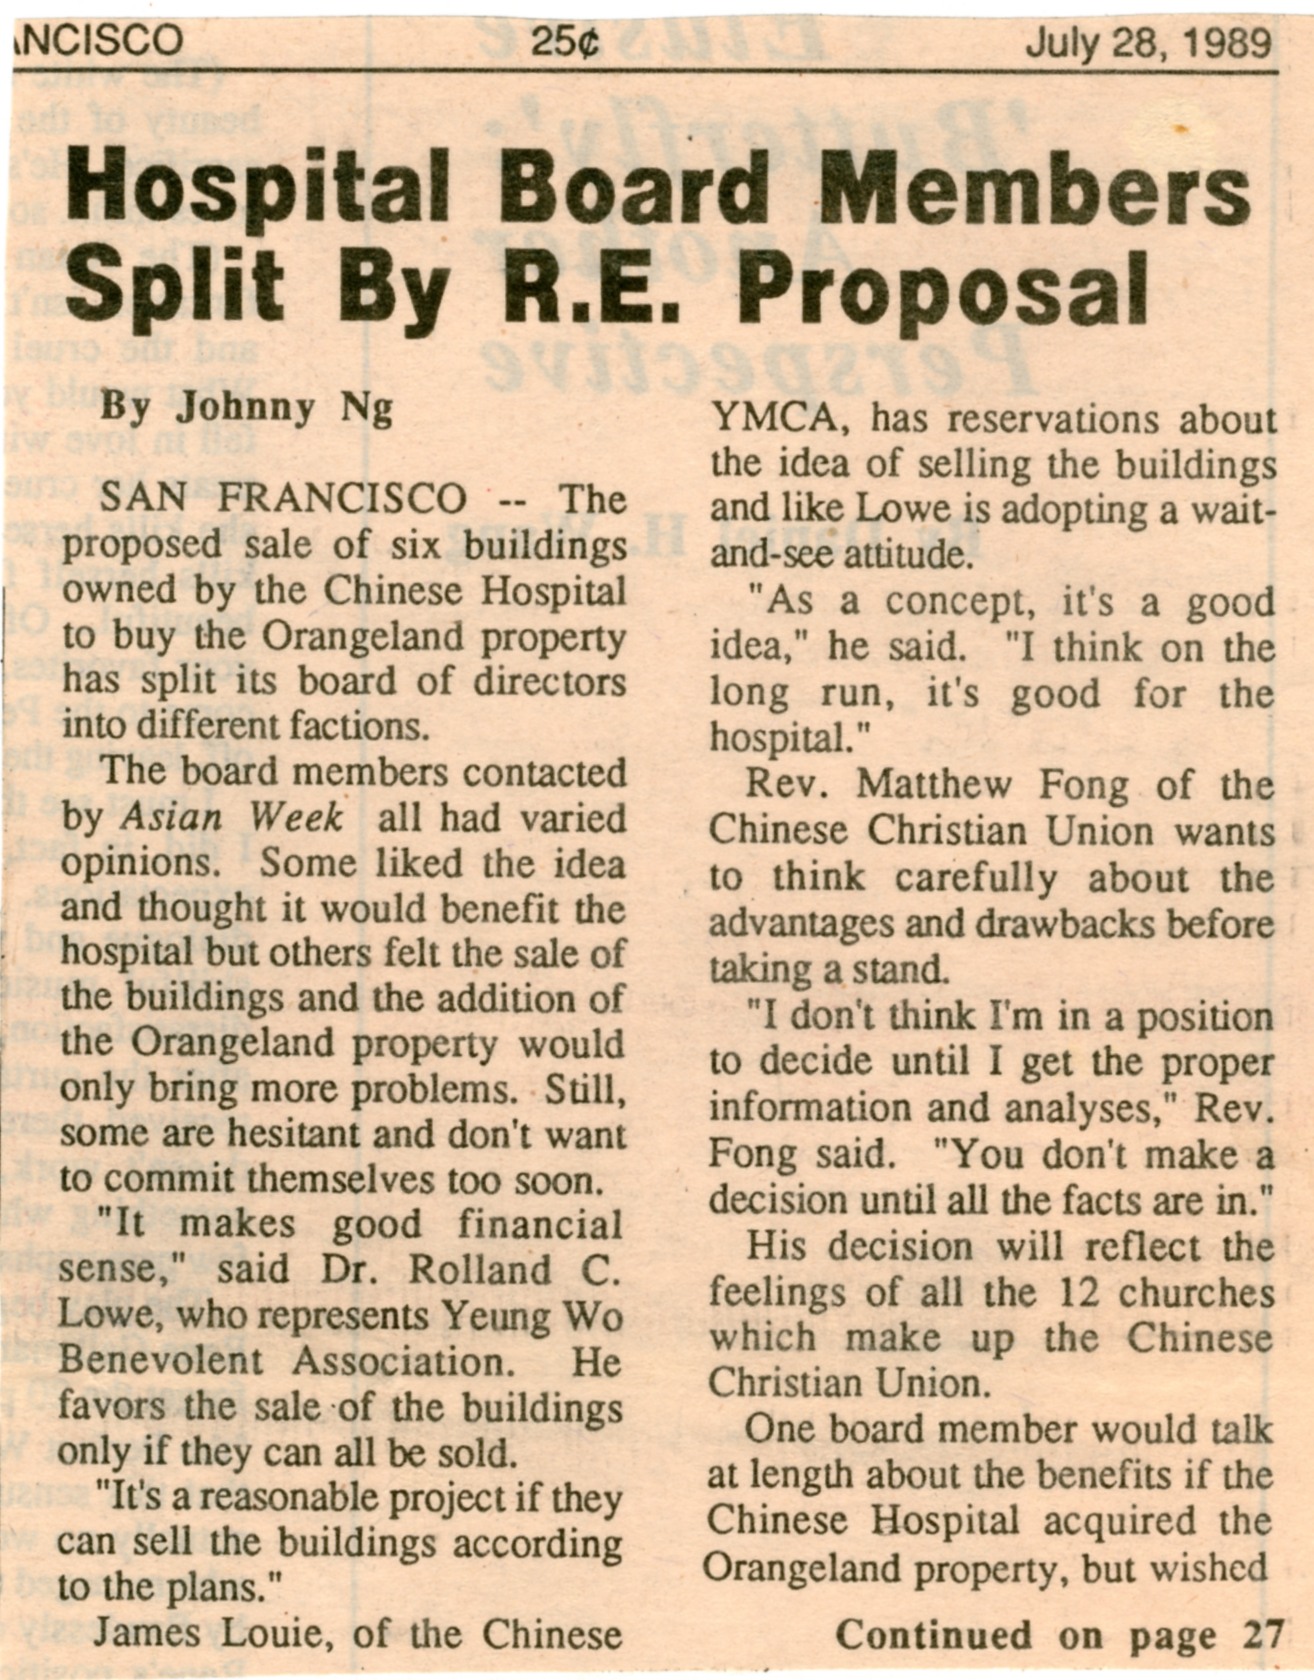 ANCISCO 25¢ July 28, 1989
Hospital Board Members
Split By R.E. Proposal
By Johnny Ng
SAN FRANCISCO -- The
proposed sale of six buildings
owned by the Chinese Hospital
to buy the Orangeland property
has split its board of directors
into different factions.
The board members contacted
by Asian Week all had varied
opinions. Some liked the idea
and thought it would benefit the
hospital but others felt the sale of
the buildings and the addition of
the Orangeland property would
only bring more problems. Still,
some are hesitant and don't want
to commit themselves too soon.
"It makes good financial
sense," said Dr. Rolland C.
Lowe, who represents Yeung Wo
Benevolent Association. He
favors the sale of the buildings
only if they can all be sold.
"It's a reasonable project if they
can sell the buildings according
to the plans."
James Louie, of the Chinese
YMCA, has reservations about
the idea of selling the buildings
and like Lowe is adopting a wait-
and-see attitude.
"As a concept, it's a good
idea," he said. "I think on the
long run, it's good for the
hospital."
Rev. Matthew Fong of the
Chinese Christian Union wants
to think carefully about the
advantages and drawbacks before
taking a stand.
"I don't think I'm in a position
to decide until I get the proper
information and analyses," Rev.
Fong said. "You don't make a
decision until all the facts are in."
His decision will reflect the
feelings of all the 12 churches
which make up the Chinese
Christian Union.
One board member would talk
at length about the benefits if the
Chinese Hospital acquired the
Orangeland property, but wished
Continued on page 27